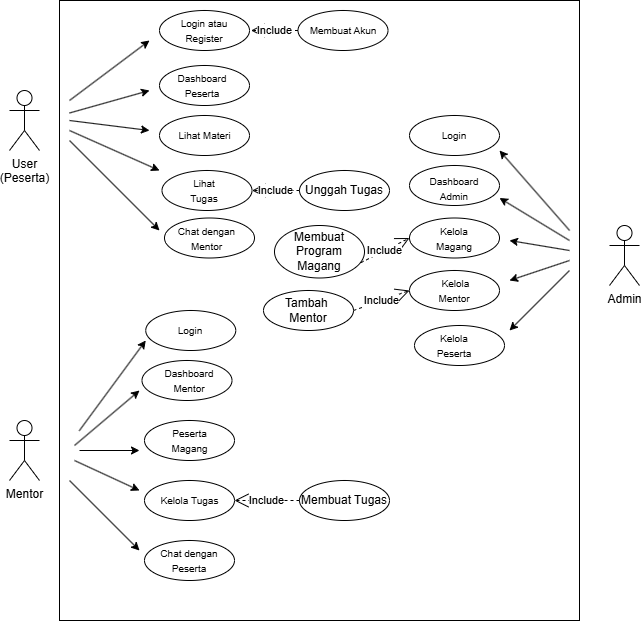 Login atau
Register
Include
Membuat Akun
Dashboard
Peserta
User
(Peserta)
Lihat Materi
Lihat
Tugas
Include
Unggah Tugas
Chat dengan
Mentor
Login
Dashboard
Admin
Kelola
Magang
Membuat
Program
Magang
Include
Kelola
Mentor
Tambah
Mentor
Include
Kelola
Peserta
Admin
Login
Dashboard
Mentor
Peserta
Magang
Mentor
Kelola Tugas
Include
Membuat Tugas
Chat dengan
Peserta